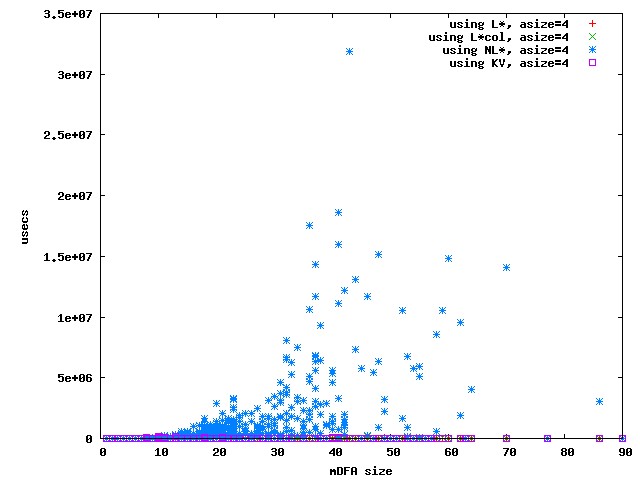 3.5e+07
3e+07
2.5e+07
2e+07
1.5e+07
1e+07
5e+06
0
usecs
using L*, asize=4
using L*col, asize=4
using NL*, asize=4
using KV, asize=4
0 10 20 30 40 50 60 70 80 90
mDFA size